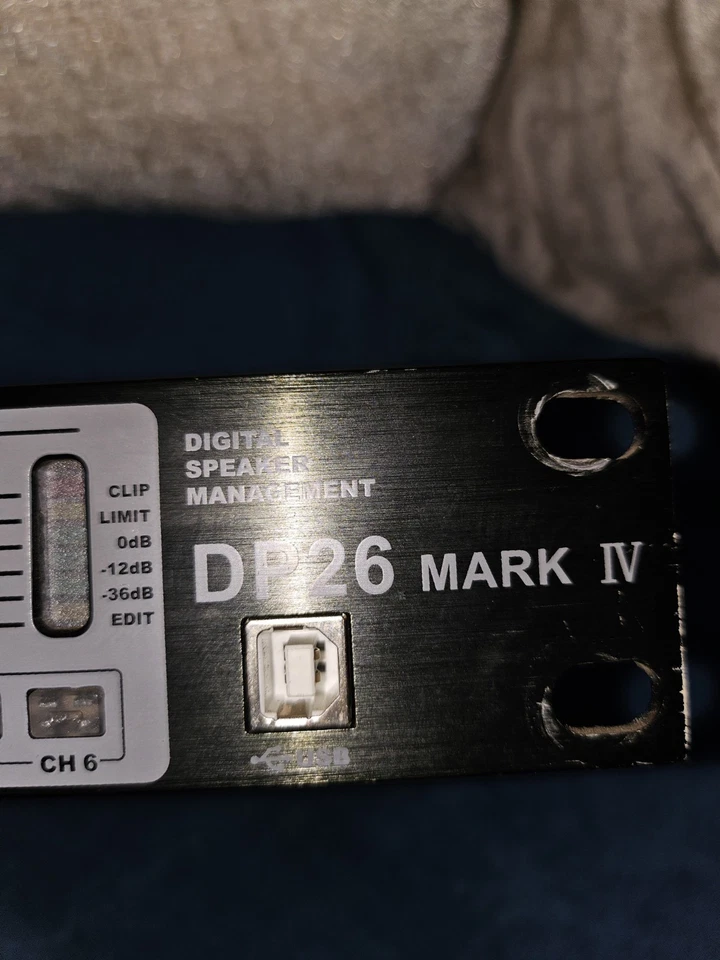 CLIP
LIMIT
0dB
-12dB
-36dB
EDIT
CH 6
DIGITAL
SPEAKER
MANAGEMENT
DP26 MARK IV
USB